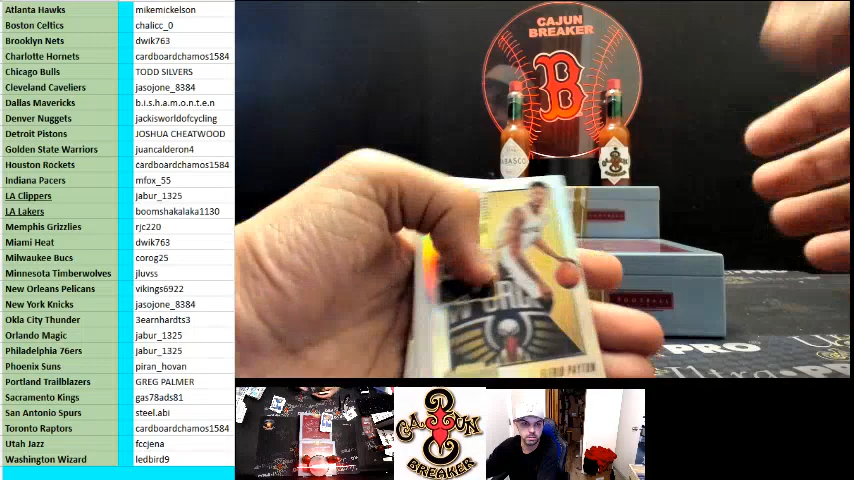 Atlanta Hawks mikemickelson
Boston Celtics chalicc_0
Brooklyn Nets dwik763
Charlotte Hornets cardboardchamos1584
Chicago Bulls TODD SILVERS
Cleveland Caveliers jasojone_8384
Dallas Mavericks b.i.s.h.a.m.o.n.t.e.n
Denver Nuggets jackisworldofcycling
Detroit Pistons JOSHUA CHEATWOOD
Golden State Warriors juancalderon4
Houston Rockets cardboardchamos1584
Indiana Pacers mfox_55
LA Clippers jabur_1325
LA Lakers boomshakalaka1130
Memphis Grizzlies rjc220
Miami Heat dwik763
Milwaukee Bucs corog25
Minnesota Timberwolves jluvss
New Orleans Pelicans vikings6922
New York Knicks jasojone_8384
Okla City Thunder 3earnhardts3
Orlando Magic jabur_1325
Philadelphia 76ers jabur_1325
Phoenix Suns piran_hovan
Portland Trailblazers GREG PALMER
Sacramento Kings gas78ads81
San Antonio Spurs steel.abi
Toronto Raptors cardboardchamos1584
Utah Jazz fccjena
Washington Wizard ledbird9
CAJUN
BREAKER
B
TABASCO
FOOTBALL
PAYTON
PRO
Ultra PRO
CAJUN
BREAKER